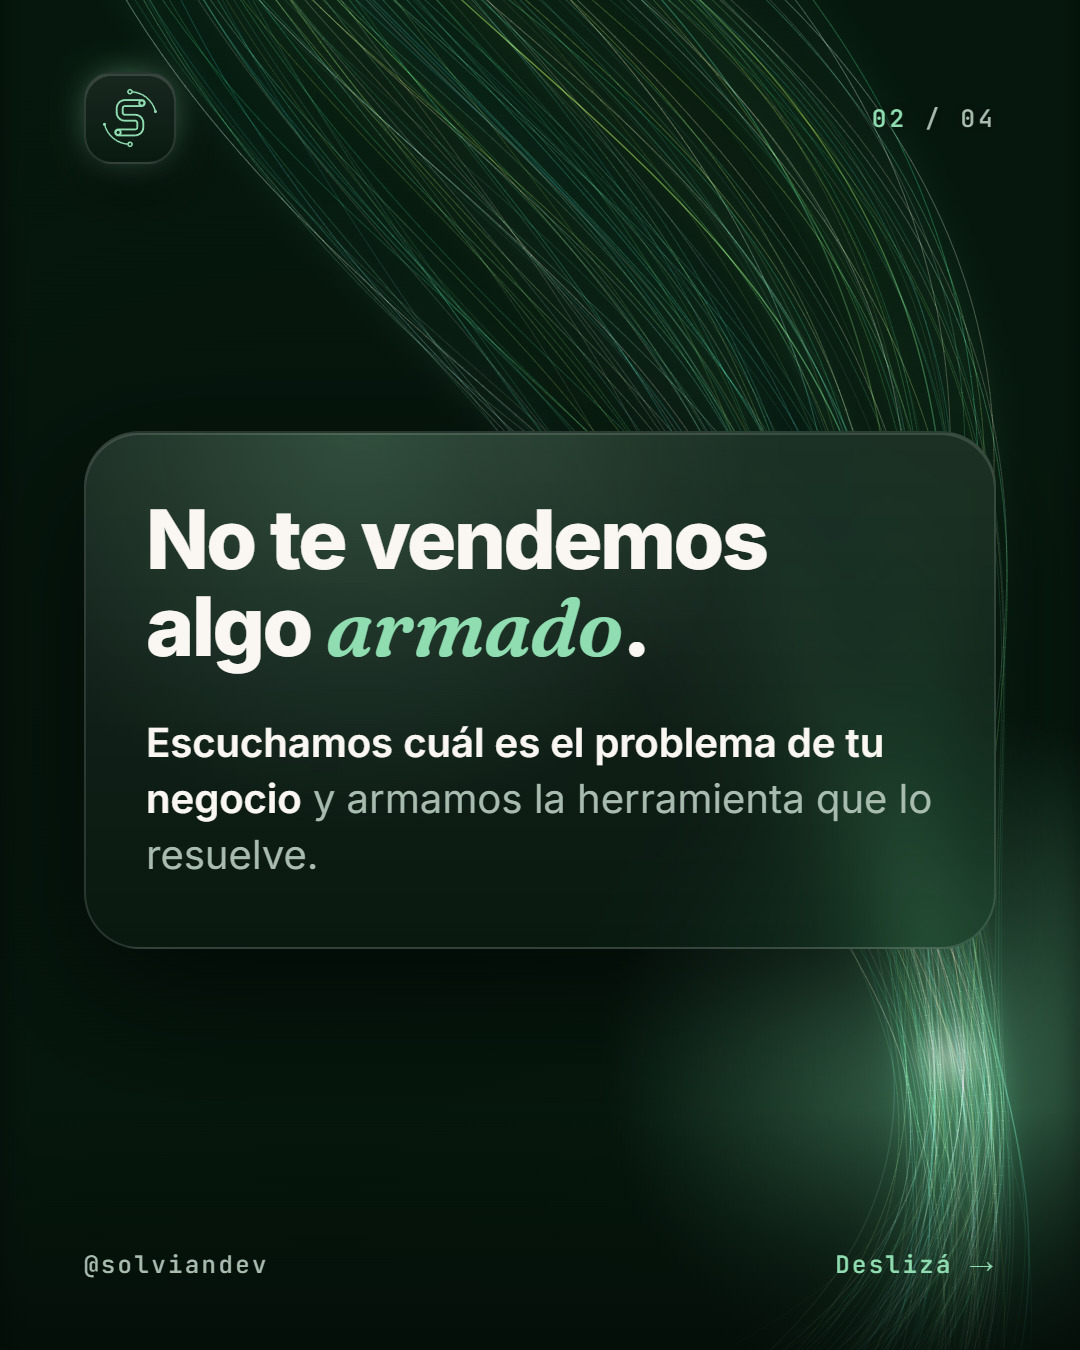 02 / 04
No te vendemos
algo armado.
Escuchamos cuál es el problema de tu
negocio y armamos la herramienta que lo
resuelve.
@solviandev
Deslizá →